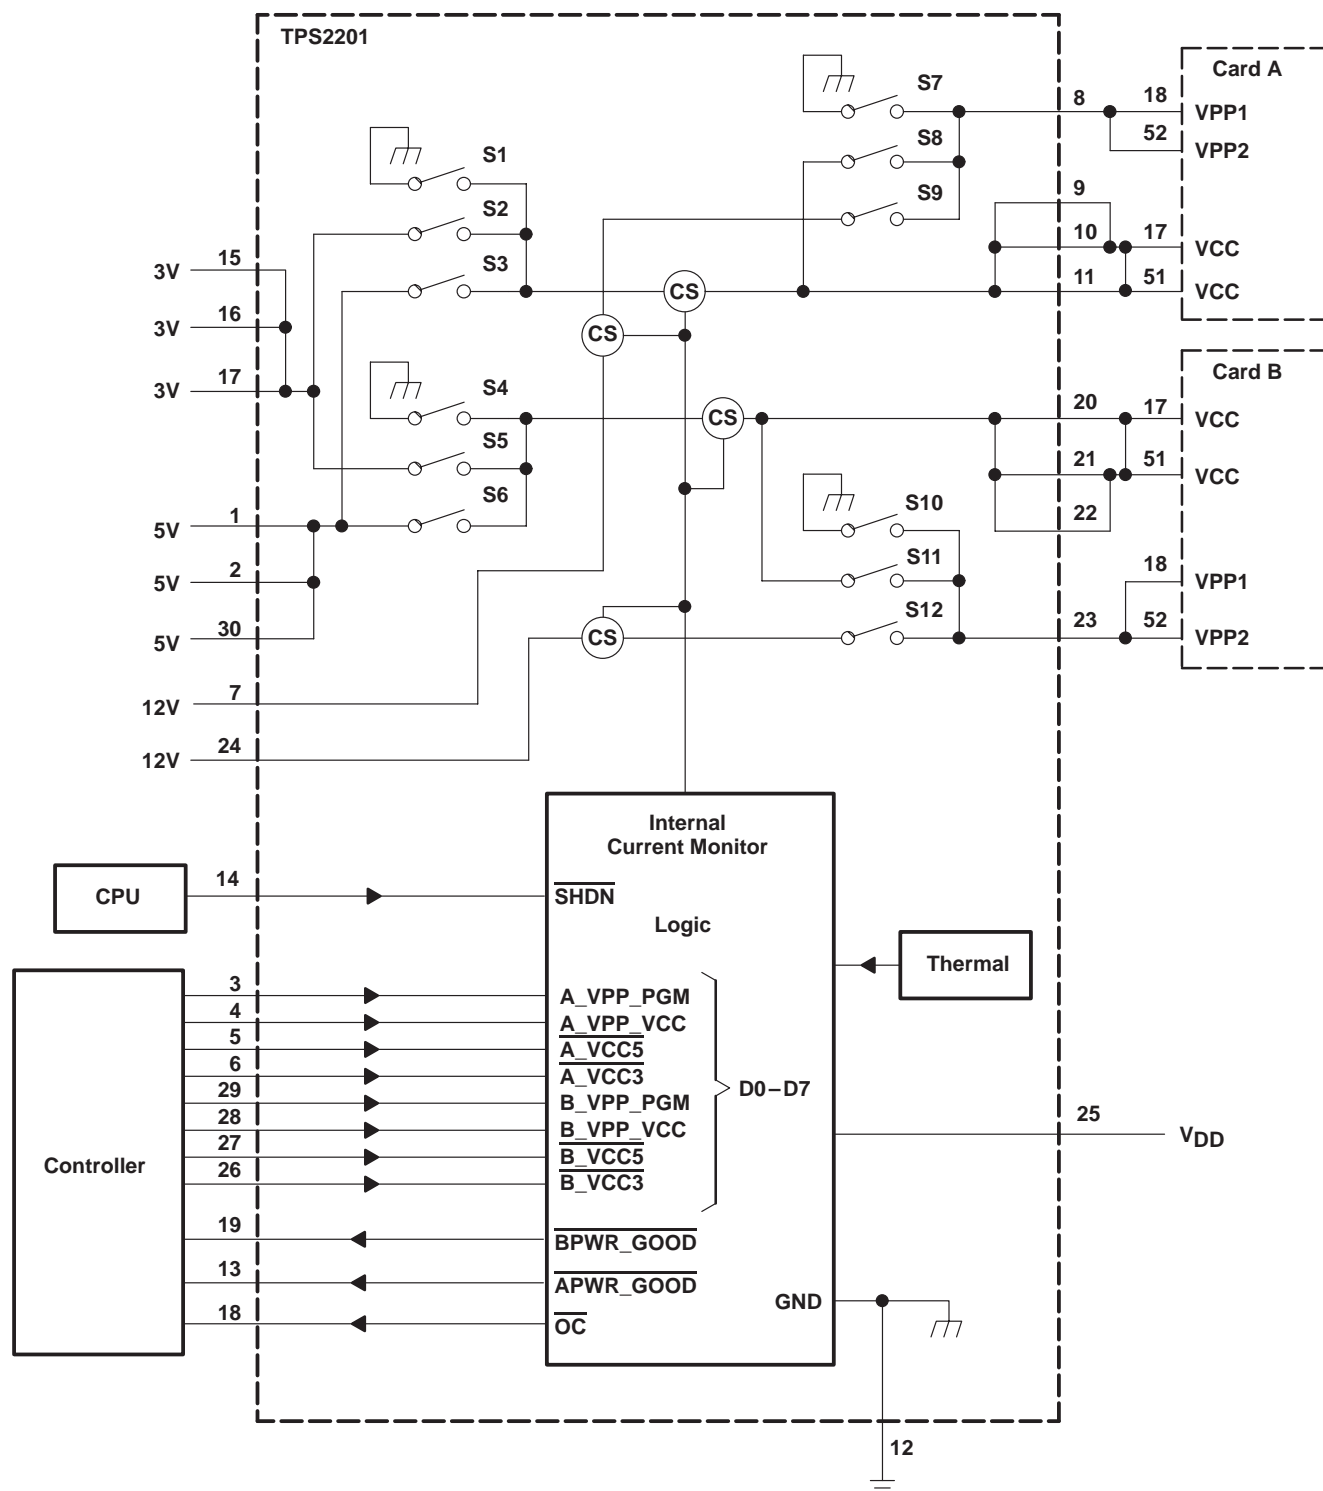 TPS2201
Card A
S7
8
18
VPP1
S8
52
VPP2
S1
S9
9
S2
10
17
VCC
S3
11
51
VCC
15
3V
CS
16
3V
CS
17
3V
Card B
S4
20
17
VCC
CS
S5
21
51
VCC
S6
22
S10
1
5V
S11
18
VPP1
2
5V
S12
23
52
VPP2
30
5V
CS
7
12V
24
12V
Internal
Current Monitor
CPU
14
SHDN
Logic
Thermal
Controller
3
A_VPP_PGM
4
A_VPP_VCC
5
A_VCC5
6
A_VCC3
29
B_VPP_PGM
28
B_VPP_VCC
27
B_VCC5
26
B_VCC3
D0–D7
25
VDD
19
BPWR_GOOD
13
APWR_GOOD
18
OC
GND
12